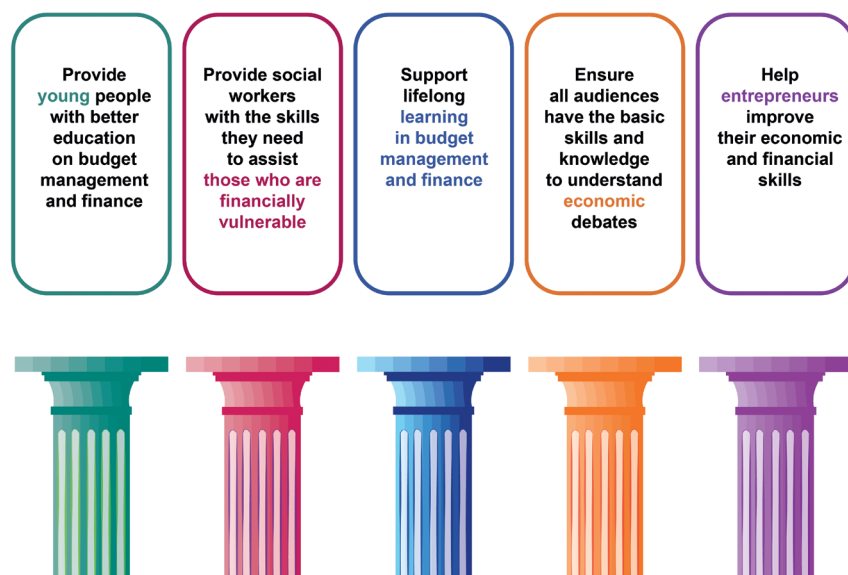 Provide
young people
with better
education
on budget
management
and finance
Provide social
workers
with the skills
they need
to assist
those who are
financially
vulnerable
Support
lifelong
learning
in budget
management
and finance
Ensure
all audiences
have the basic
skills and
knowledge
to understand
economic
debates
Help
entrepreneurs
improve
their economic
and financial
skills